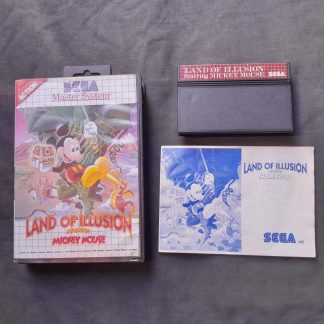 ACTION
SEGA
Master System
LAND OF ILLUSION
STARRING
MICKEY MOUSE
LAND OF ILLUSION
Starring MICKEY MOUSE SEGA
LAND OF ILLUSION
SEGA